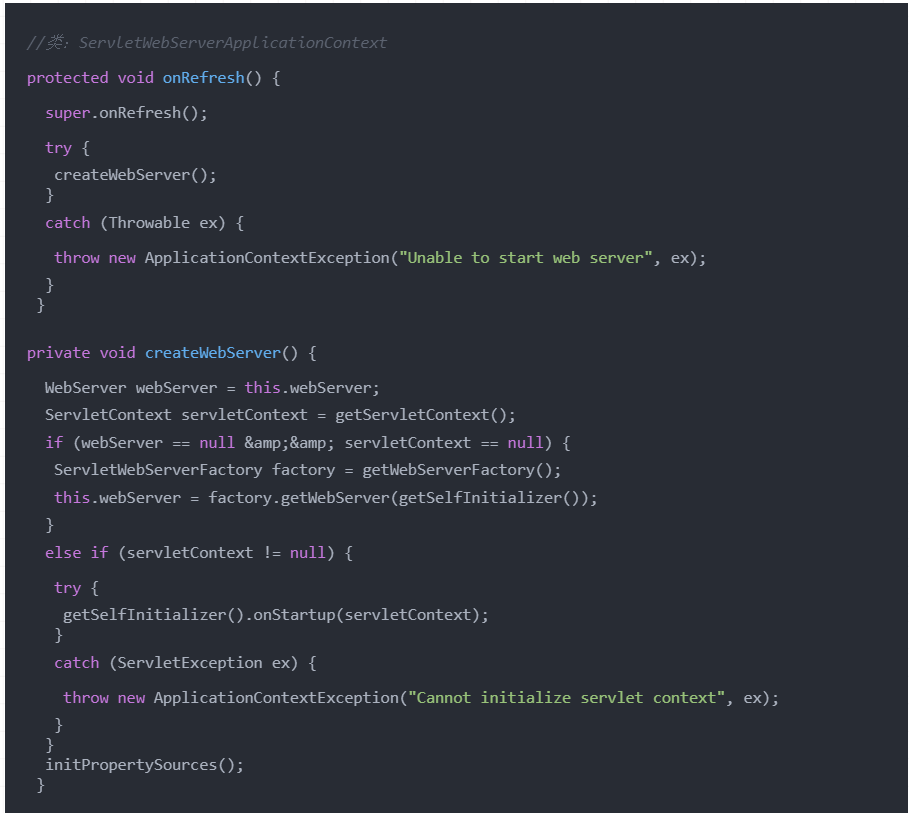 //类：ServletWebServerApplicationContext
protected void onRefresh() {
super.onRefresh();
try {
createWebServer();
}
catch (Throwable ex) {
throw new ApplicationContextException("Unable to start web server", ex);
}
}
private void createWebServer() {
WebServer webServer = this.webServer;
ServletContext servletContext = getServletContext();
if (webServer == null &amp;&amp; servletContext == null) {
ServletWebServerFactory factory = getWebServerFactory();
this.webServer = factory.getWebServer(getSelfInitializer());
}
else if (servletContext != null) {
try {
getSelfInitializer().onStartup(servletContext);
}
catch (ServletException ex) {
throw new ApplicationContextException("Cannot initialize servlet context", ex);
}
}
initPropertySources();
}